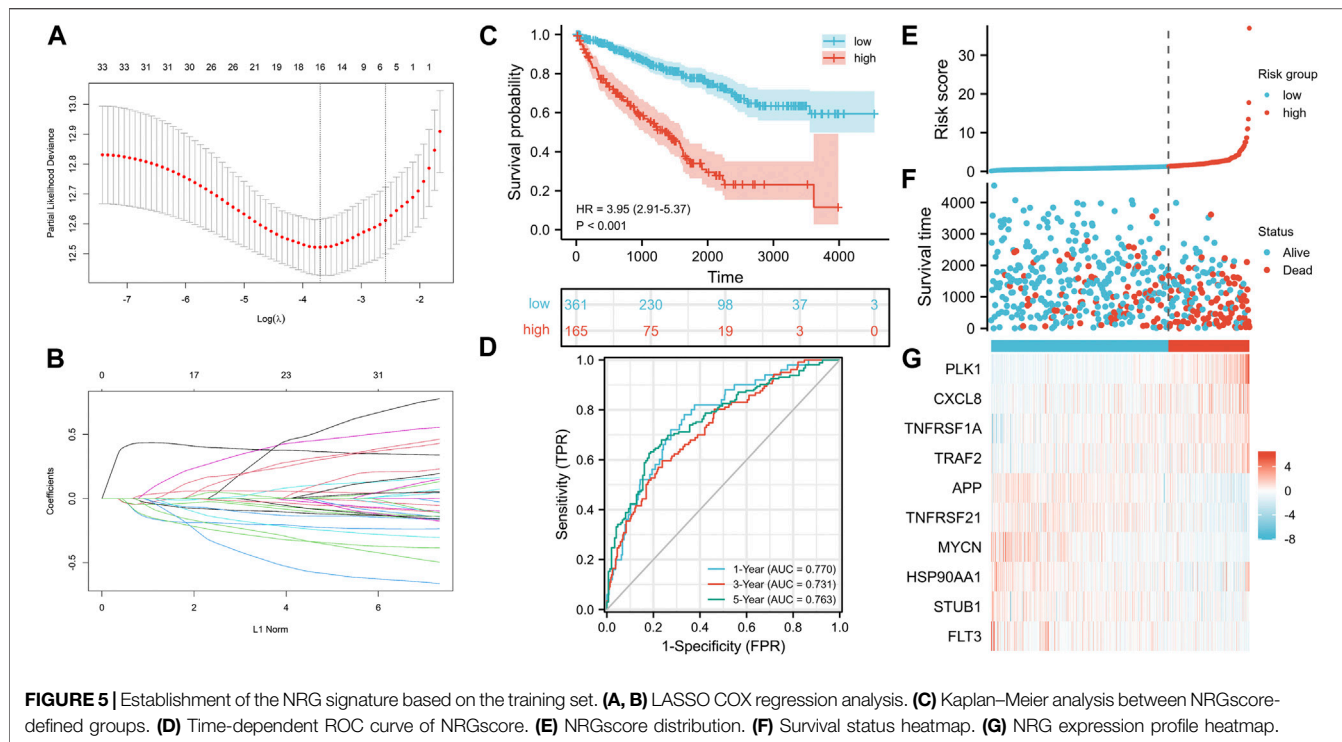 A
33 33 31 31 30 26 26 21 19 18 16 14 9 6 5 1 1
Partial Likelihood Deviance
13.0
12.9
12.8
12.7
12.6
12.5
-7 -6 -5 -4 -3 -2
Log(λ)
B
0 17 23 31
Coefficients
0.5
0.0
-0.5
0 2 4 6
L1 Norm
C
Survival probability
1.0
0.8
0.6
0.4
0.2
0.0
low
high
HR = 3.95 (2.91-5.37)
P < 0.001
0 1000 2000 3000 4000
Time
low 361 230 98 37 3
high 165 75 19 3 0
D
Sensitivity (TPR)
1.0
0.8
0.6
0.4
0.2
0.0
1-Year (AUC = 0.770)
3-Year (AUC = 0.731)
5-Year (AUC = 0.763)
0.0 0.2 0.4 0.6 0.8 1.0
1-Specificity (FPR)
E
Risk score
30
20
10
0
Risk group
low
high
F
Survival time
4000
3000
2000
1000
0
Status
Alive
Dead
G
PLK1
CXCL8
TNFRSF1A
TRAF2
APP
TNFRSF21
MYCN
HSP90AA1
STUB1
FLT3
4
0
-4
-8
FIGURE 5 | Establishment of the NRG signature based on the training set. (A, B) LASSO COX regression analysis. (C) Kaplan–Meier analysis between NRGscore-
defined groups. (D) Time-dependent ROC curve of NRGscore. (E) NRGscore distribution. (F) Survival status heatmap. (G) NRG expression profile heatmap.